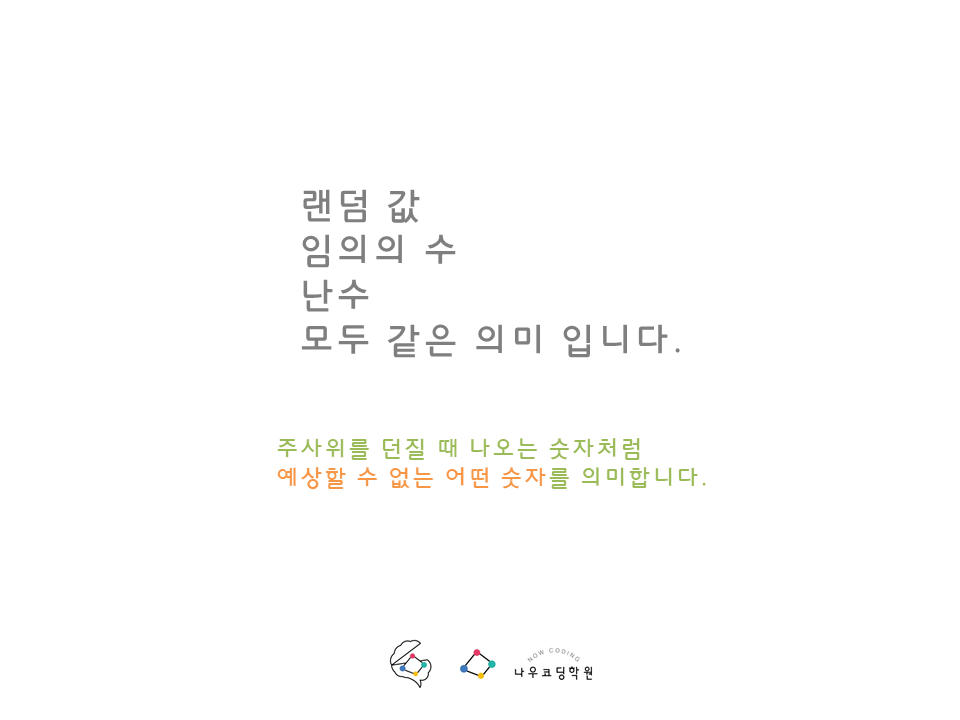 랜덤 값
임의의 수
난수
모두 같은 의미 입니다.
주사위를 던질 때 나오는 숫자처럼
예상할 수 없는 어떤 숫자를 의미합니다.
NOW CODING
나우코딩학원